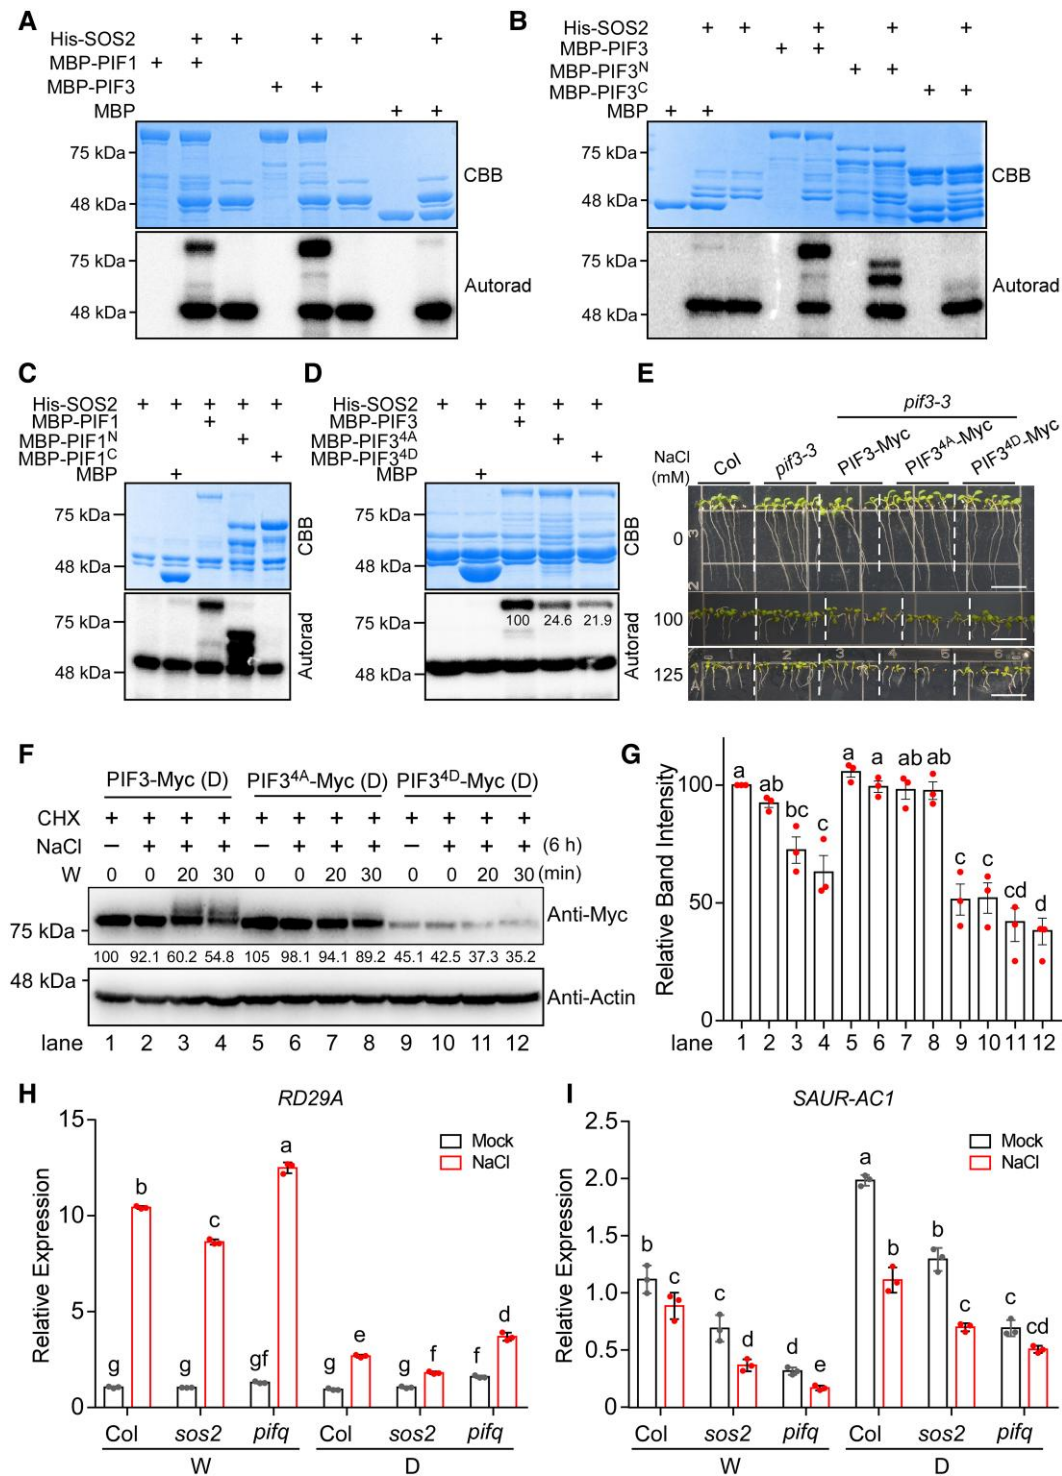 A
His-SOS2 + + + + +
MBP-PIF1 + +
MBP-PIF3 + +
MBP + +
75 kDa
48 kDa
CBB
75 kDa
48 kDa
Autorad
B
His-SOS2 + + + + +
MBP-PIF3 + +
MBP-PIF3N + +
MBP-PIF3C + +
MBP + +
75 kDa
48 kDa
CBB
75 kDa
48 kDa
Autorad
C
His-SOS2 + + + + +
MBP-PIF1 +
MBP-PIF1N +
MBP-PIF1C +
MBP +
75 kDa
48 kDa
CBB
75 kDa
48 kDa
Autorad
D
His-SOS2 + + + + +
MBP-PIF3 +
MBP-PIF34A +
MBP-PIF34D +
MBP +
75 kDa
48 kDa
CBB
75 kDa
48 kDa
100 24.6 21.9
Autorad
E
pif3-3
NaCl
(mM)
Col
pif3-3
PIF3-Myc
PIF34A-Myc
PIF34D-Myc
0
100
125
F
PIF3-Myc (D) PIF34A-Myc (D) PIF34D-Myc (D)
CHX + + + + + + + + + + + +
NaCl – + + + – + + + – + + + (6 h)
W 0 0 20 30 0 0 20 30 0 0 20 30 (min)
75 kDa
Anti-Myc
100 92.1 60.2 54.8 105 98.1 94.1 89.2 45.1 42.5 37.3 35.2
48 kDa
Anti-Actin
lane 1 2 3 4 5 6 7 8 9 10 11 12
G
Relative Band Intensity
100
50
0
a ab bc c a a ab ab c c cd d
lane 1 2 3 4 5 6 7 8 9 10 11 12
H
RD29A
Relative Expression
15
10
5
0
Mock
NaCl
g b g c gf a g e g f f d
Col sos2 pifq Col sos2 pifq
W D
I
SAUR-AC1
Relative Expression
2.5
2.0
1.5
1.0
0.5
0
Mock
NaCl
b c c d d e a b b c c cd
Col sos2 pifq Col sos2 pifq
W D